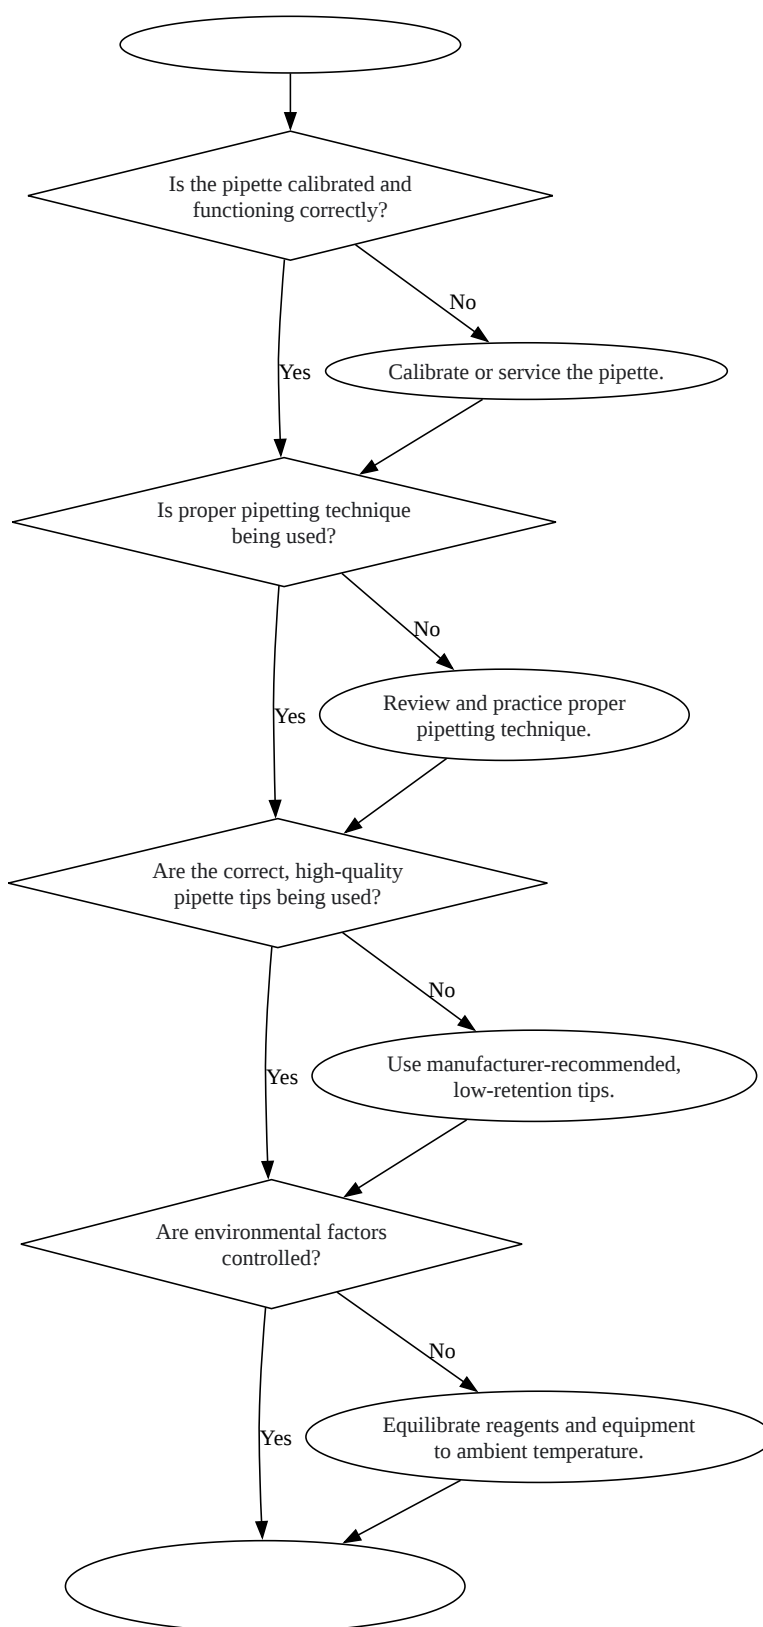 Is the pipette calibrated and
functioning correctly?
No
Yes
Calibrate or service the pipette.
Is proper pipetting technique
being used?
No
Yes
Review and practice proper
pipetting technique.
Are the correct, high-quality
pipette tips being used?
No
Yes
Use manufacturer-recommended,
low-retention tips.
Are environmental factors
controlled?
No
Yes
Equilibrate reagents and equipment
to ambient temperature.